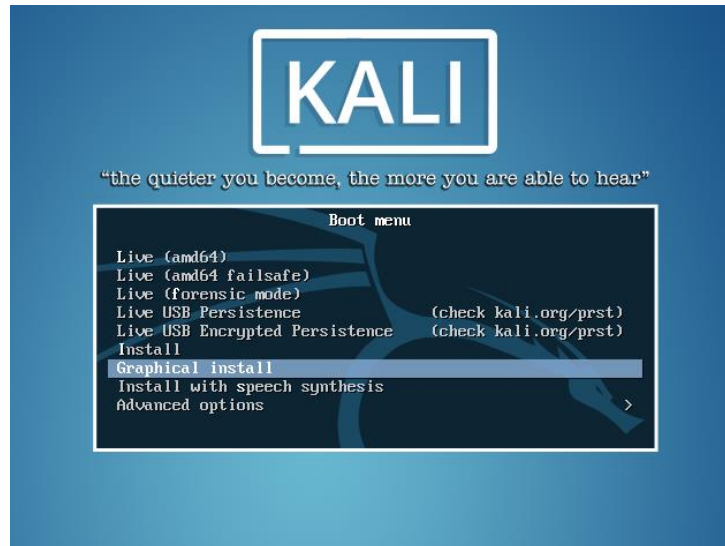 KALI
“the quieter you become, the more you are able to hear”
Boot menu
Live (amd64)
Live (amd64 failsafe)
Live (forensic mode)
Live USB Persistence (check kali.org/prst)
Live USB Encrypted Persistence (check kali.org/prst)
Install
Graphical install
Install with speech synthesis
Advanced options >